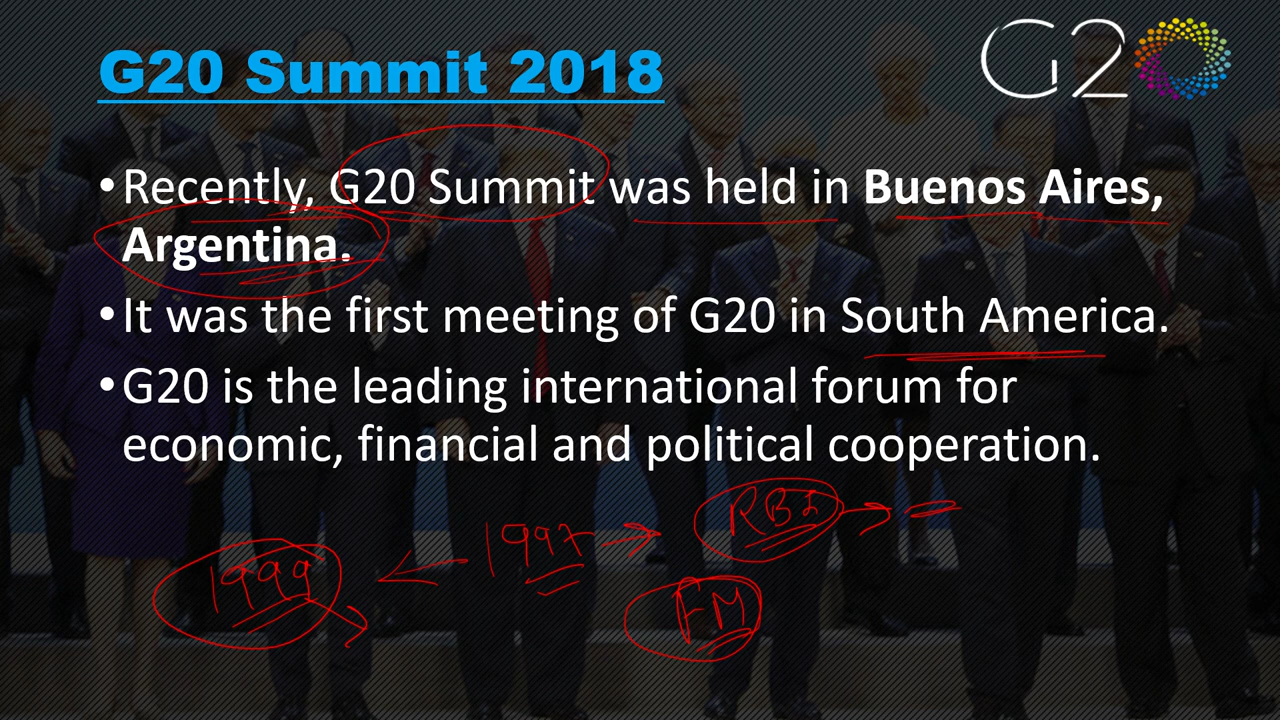 G20 Summit 2018
G20
•Recently, G20 Summit was held in Buenos Aires,
Argentina.
•It was the first meeting of G20 in South America.
•G20 is the leading international forum for
economic, financial and political cooperation.
RBI
1997
1999
FM